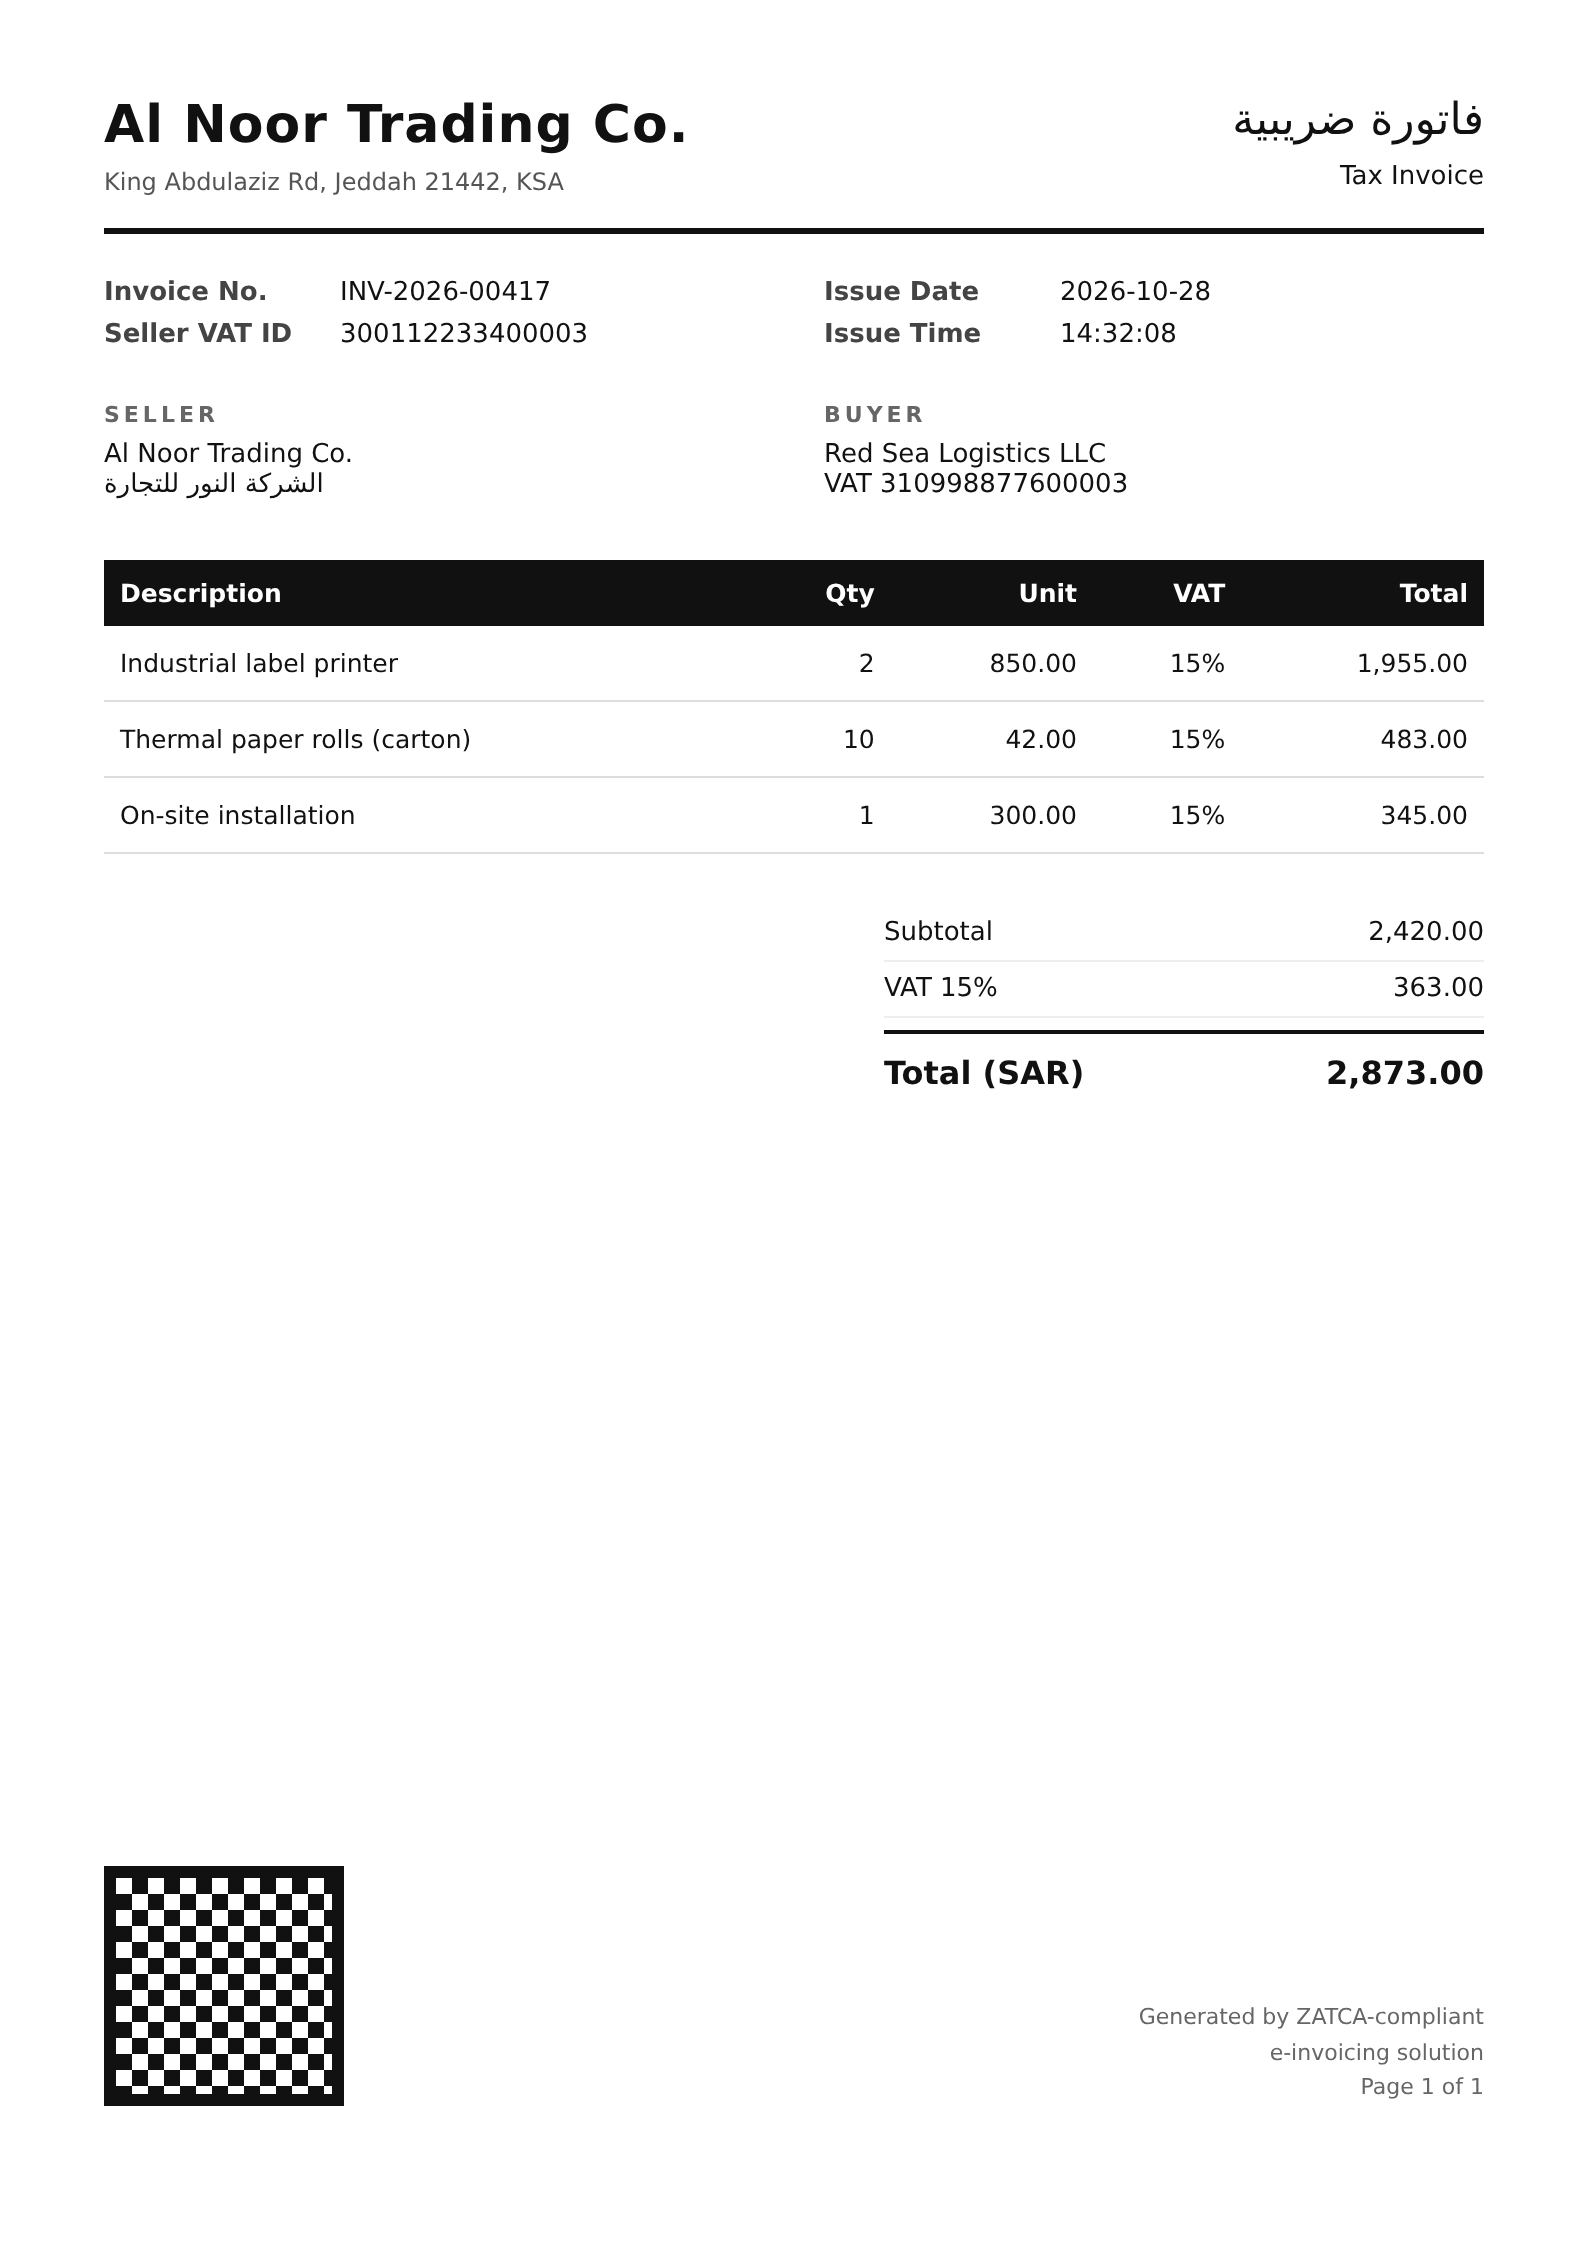 Al Noor Trading Co.
King Abdulaziz Rd, Jeddah 21442, KSA
فاتورة ضريبية
Tax Invoice
Invoice No. INV-2026-00417
Issue Date 2026-10-28
Seller VAT ID 300112233400003
Issue Time 14:32:08
SELLER
Al Noor Trading Co.
الشركة النور للتجارة
BUYER
Red Sea Logistics LLC
VAT 310998877600003
Description Qty Unit VAT Total
Industrial label printer 2 850.00 15% 1,955.00
Thermal paper rolls (carton) 10 42.00 15% 483.00
On-site installation 1 300.00 15% 345.00
Subtotal 2,420.00
VAT 15% 363.00
Total (SAR) 2,873.00
Generated by ZATCA-compliant
e-invoicing solution
Page 1 of 1